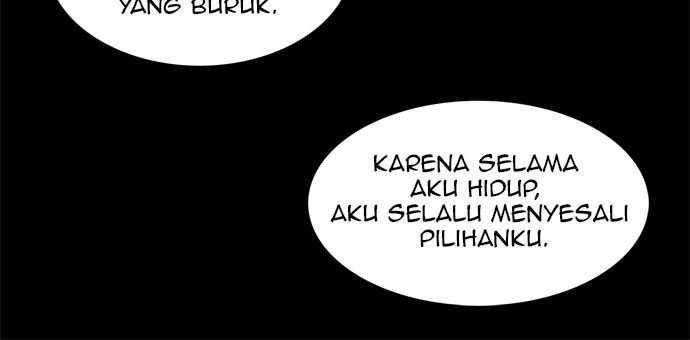 YANG BURUK.
KARENA SELAMA
AKU HIDUP,
AKU SELALU MENYESALI
PILIHANKU.